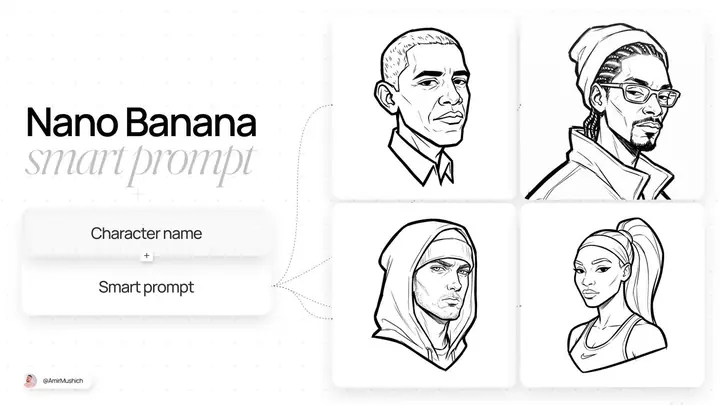 Nano Banana
smart prompt
Character name
+
Smart prompt
@AmirMushich